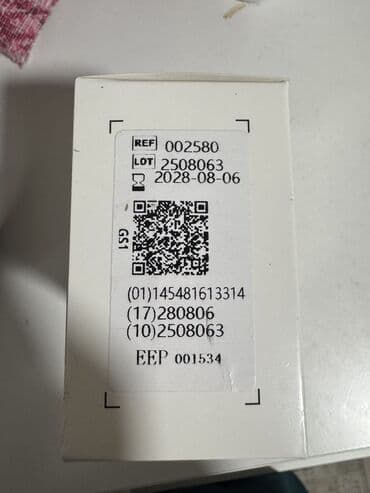 REF 002580
LOT 2508063
2028-08-06
GS1
(01)145481613314
(17)280806
(10)2508063
EEP 001534